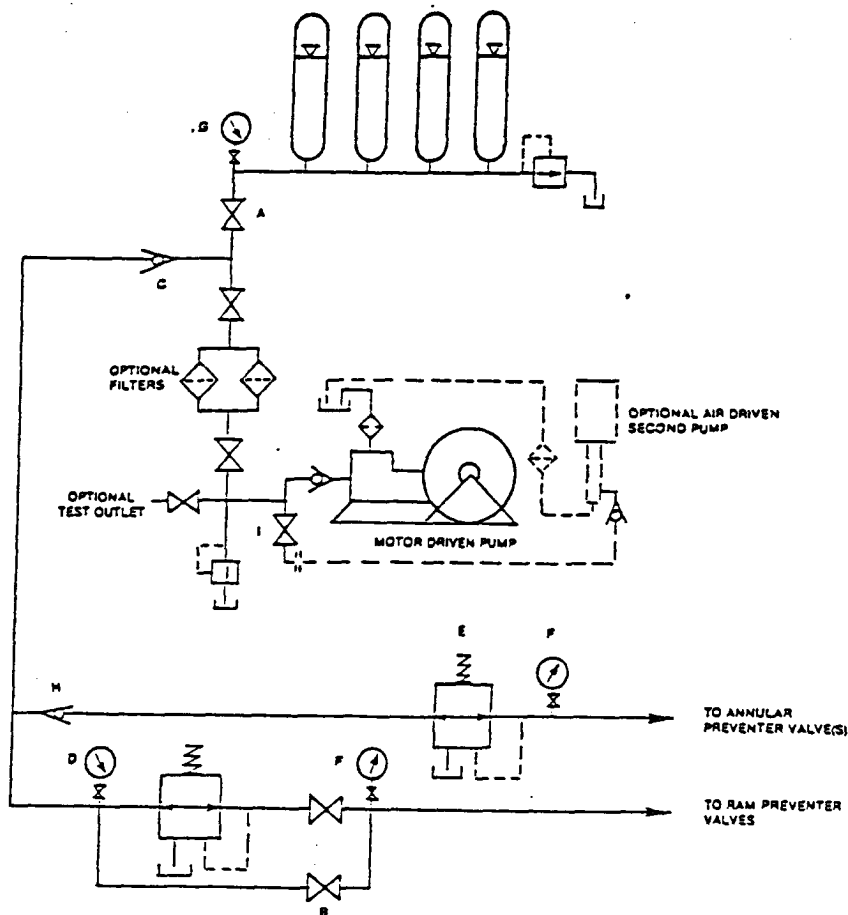 G
A
C
OPTIONAL
FILTERS
OPTIONAL AIR DRIVEN
SECOND PUMP
OPTIONAL
TEST OUTLET
I
MOTOR DRIVEN PUMP
E
F
H
TO ANNULAR
PREVENTER VALVE(S)
D
F
TO RAM PREVENTER
VALVES
B